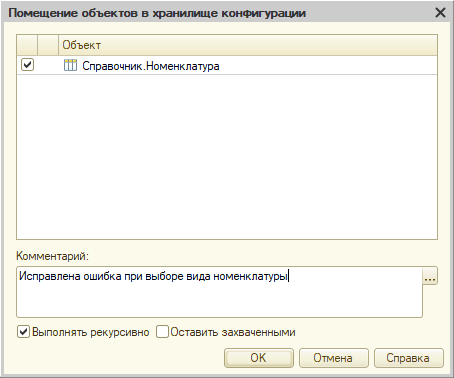 Помещение объектов в хранилище конфигурации
Объект
Справочник.Номенклатура
Комментарий:
Исправлена ошибка при выборе вида номенклатуры
...
Выполнять рекурсивно Оставить захваченными
ОК Отмена Справка